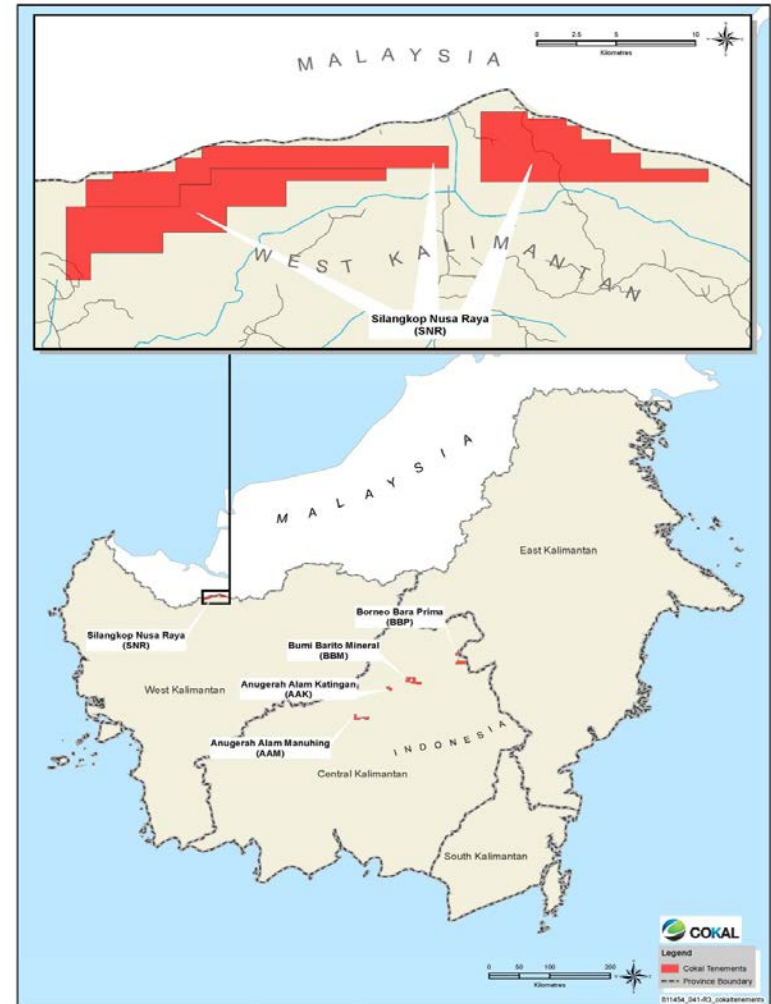 MALAYSIA
0 2.5 5 10
Kilometres
WEST KALIMANTAN
Silangkop Nusa Raya
(SNR)
MALAYSIA
East Kalimantan
Borneo Bara Prima
(BBP)
Silangkop Nusa Raya
(SNR)
Bumi Barito Mineral
(BBM)
West Kalimantan
Anugerah Alam Katingan
(AAK)
INDONESIA
Anugerah Alam Manuhing
(AAM)
Central Kalimantan
South Kalimantan
COKAL
Legend
Cokal Tenements
Province Boundary
0 50 100 200
Kilometres